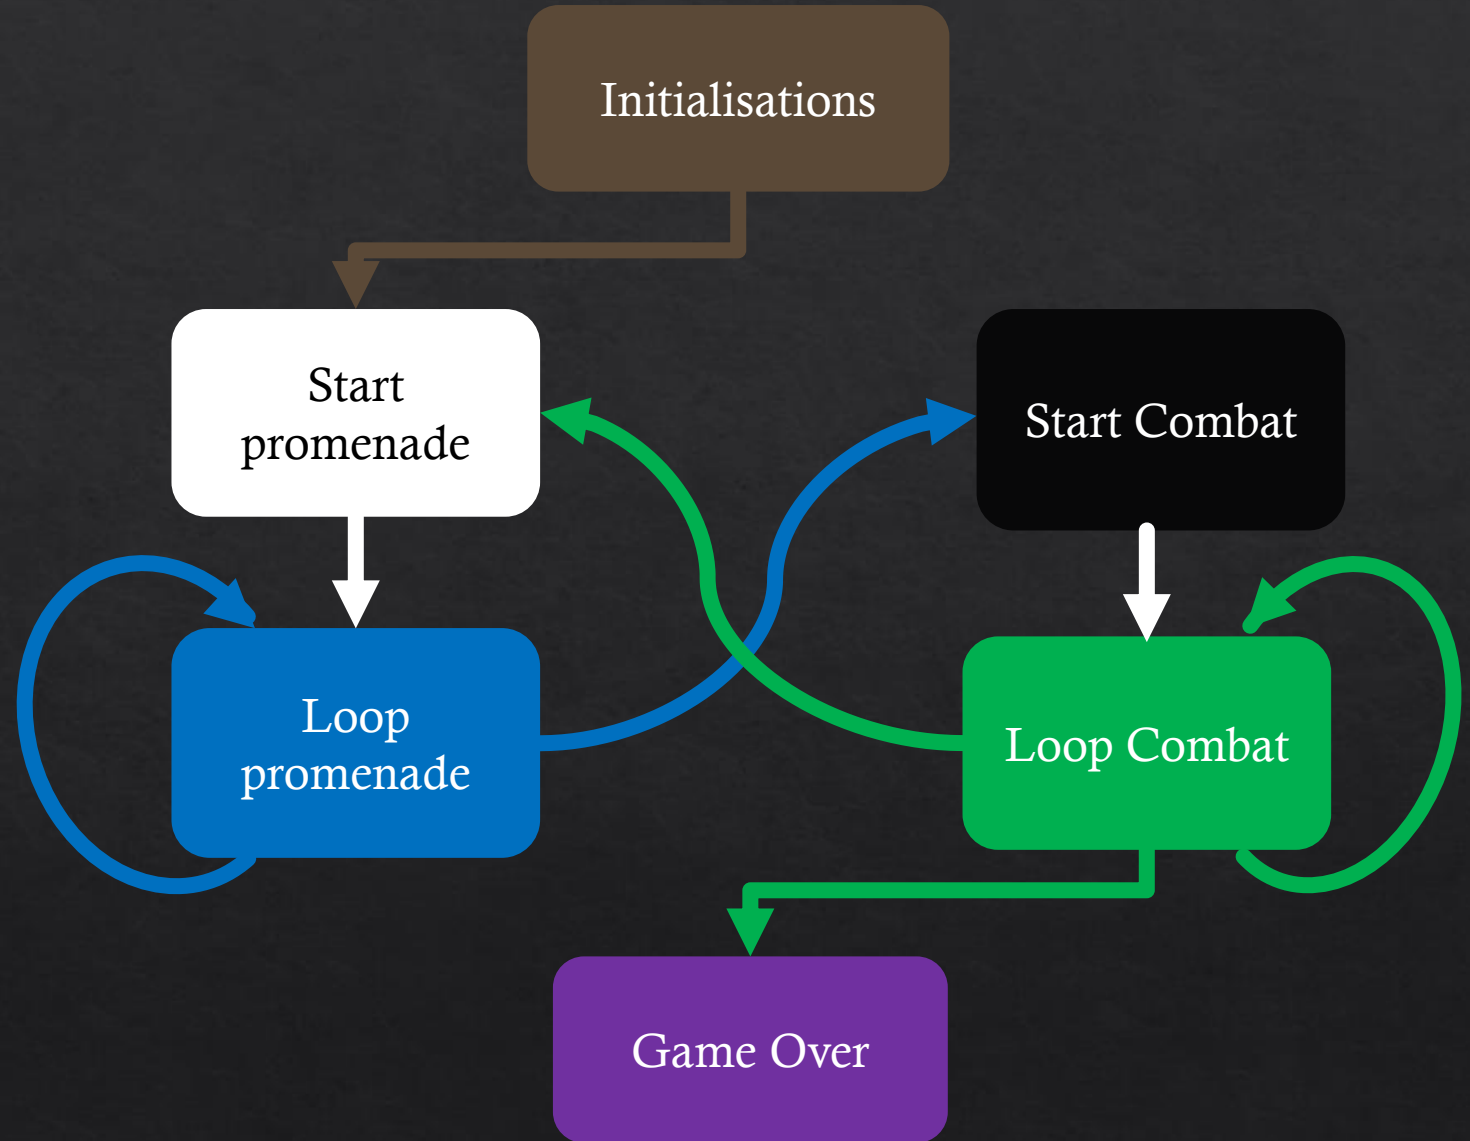 Initialisations
Start
promenade
Start Combat
Loop
promenade
Loop Combat
Game Over